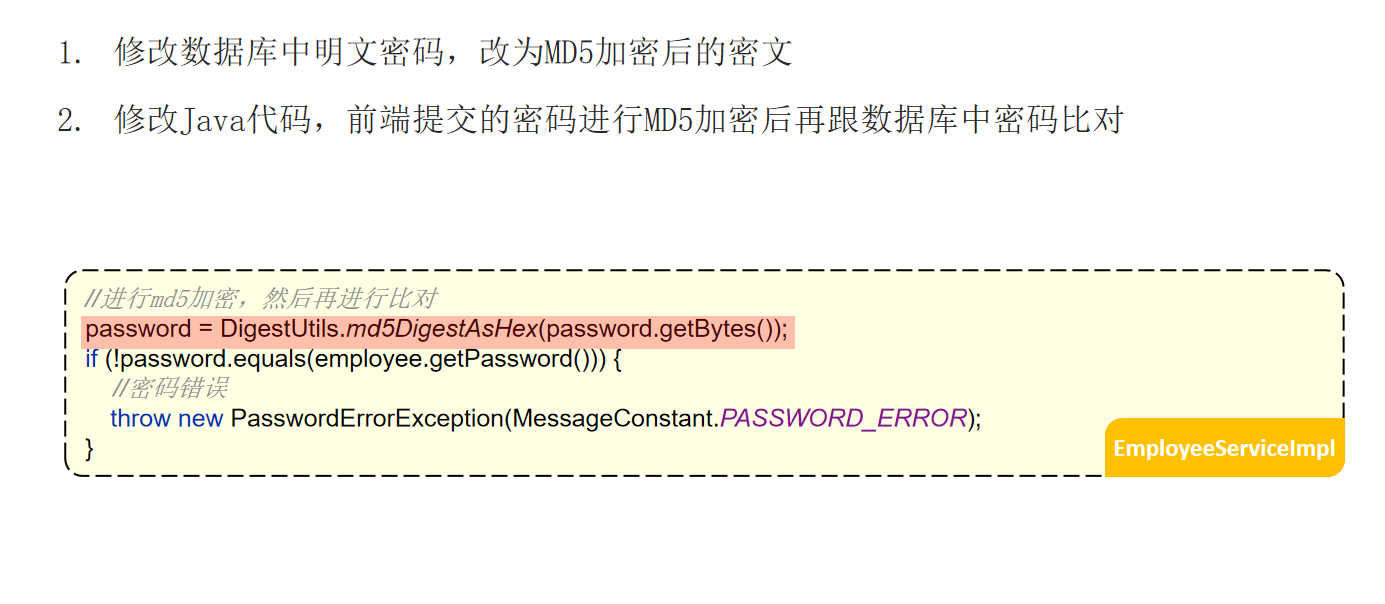 1. 修改数据库中明文密码，改为MD5加密后的密文
2. 修改Java代码，前端提交的密码进行MD5加密后再跟数据库中密码比对
//进行md5加密，然后再进行比对
password = DigestUtils.md5DigestAsHex(password.getBytes());
if (!password.equals(employee.getPassword())) {
//密码错误
throw new PasswordErrorException(MessageConstant.PASSWORD_ERROR);
}
EmployeeServiceImpl